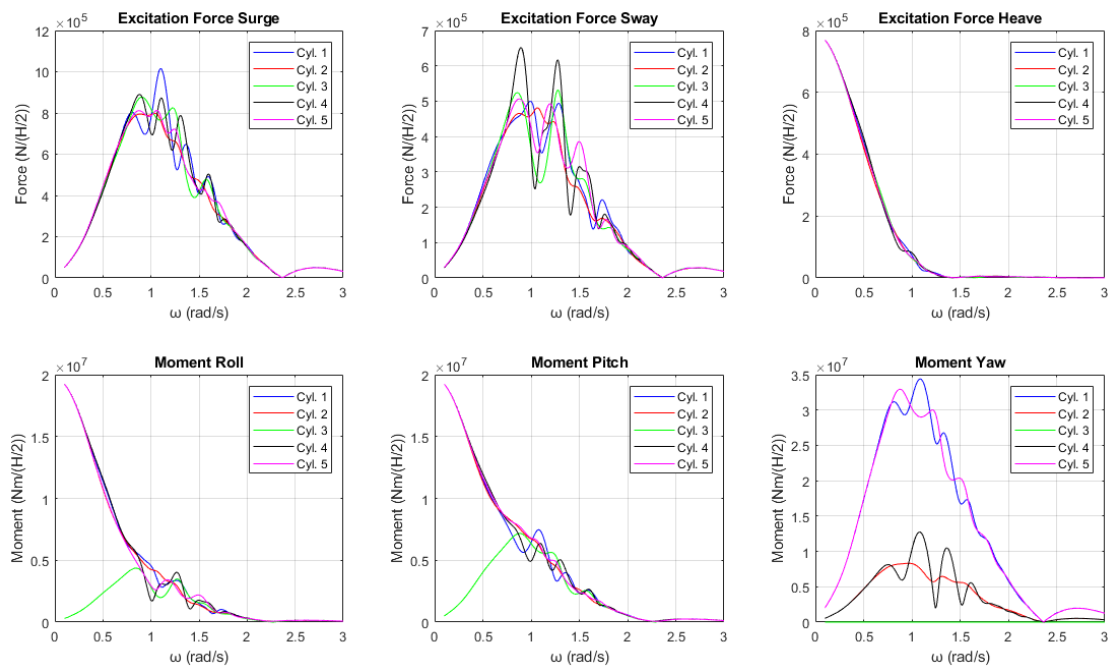 Excitation Force Surge
×10^5
Force (N/(H/2))
12
10
8
6
4
2
0
0 0.5 1 1.5 2 2.5 3
ω (rad/s)
Cyl. 1
Cyl. 2
Cyl. 3
Cyl. 4
Cyl. 5
Excitation Force Sway
×10^5
Force (N/(H/2))
7
6
5
4
3
2
1
0
0 0.5 1 1.5 2 2.5 3
ω (rad/s)
Cyl. 1
Cyl. 2
Cyl. 3
Cyl. 4
Cyl. 5
Excitation Force Heave
×10^5
Force (N/(H/2))
8
6
4
2
0
0 0.5 1 1.5 2 2.5 3
ω (rad/s)
Cyl. 1
Cyl. 2
Cyl. 3
Cyl. 4
Cyl. 5
Moment Roll
×10^7
Moment (Nm/(H/2))
2
1.5
1
0.5
0
0 0.5 1 1.5 2 2.5 3
ω (rad/s)
Cyl. 1
Cyl. 2
Cyl. 3
Cyl. 4
Cyl. 5
Moment Pitch
×10^7
Moment (Nm/(H/2))
2
1.5
1
0.5
0
0 0.5 1 1.5 2 2.5 3
ω (rad/s)
Cyl. 1
Cyl. 2
Cyl. 3
Cyl. 4
Cyl. 5
Moment Yaw
×10^7
Moment (Nm/(H/2))
3.5
3
2.5
2
1.5
1
0.5
0
0 0.5 1 1.5 2 2.5 3
ω (rad/s)
Cyl. 1
Cyl. 2
Cyl. 3
Cyl. 4
Cyl. 5